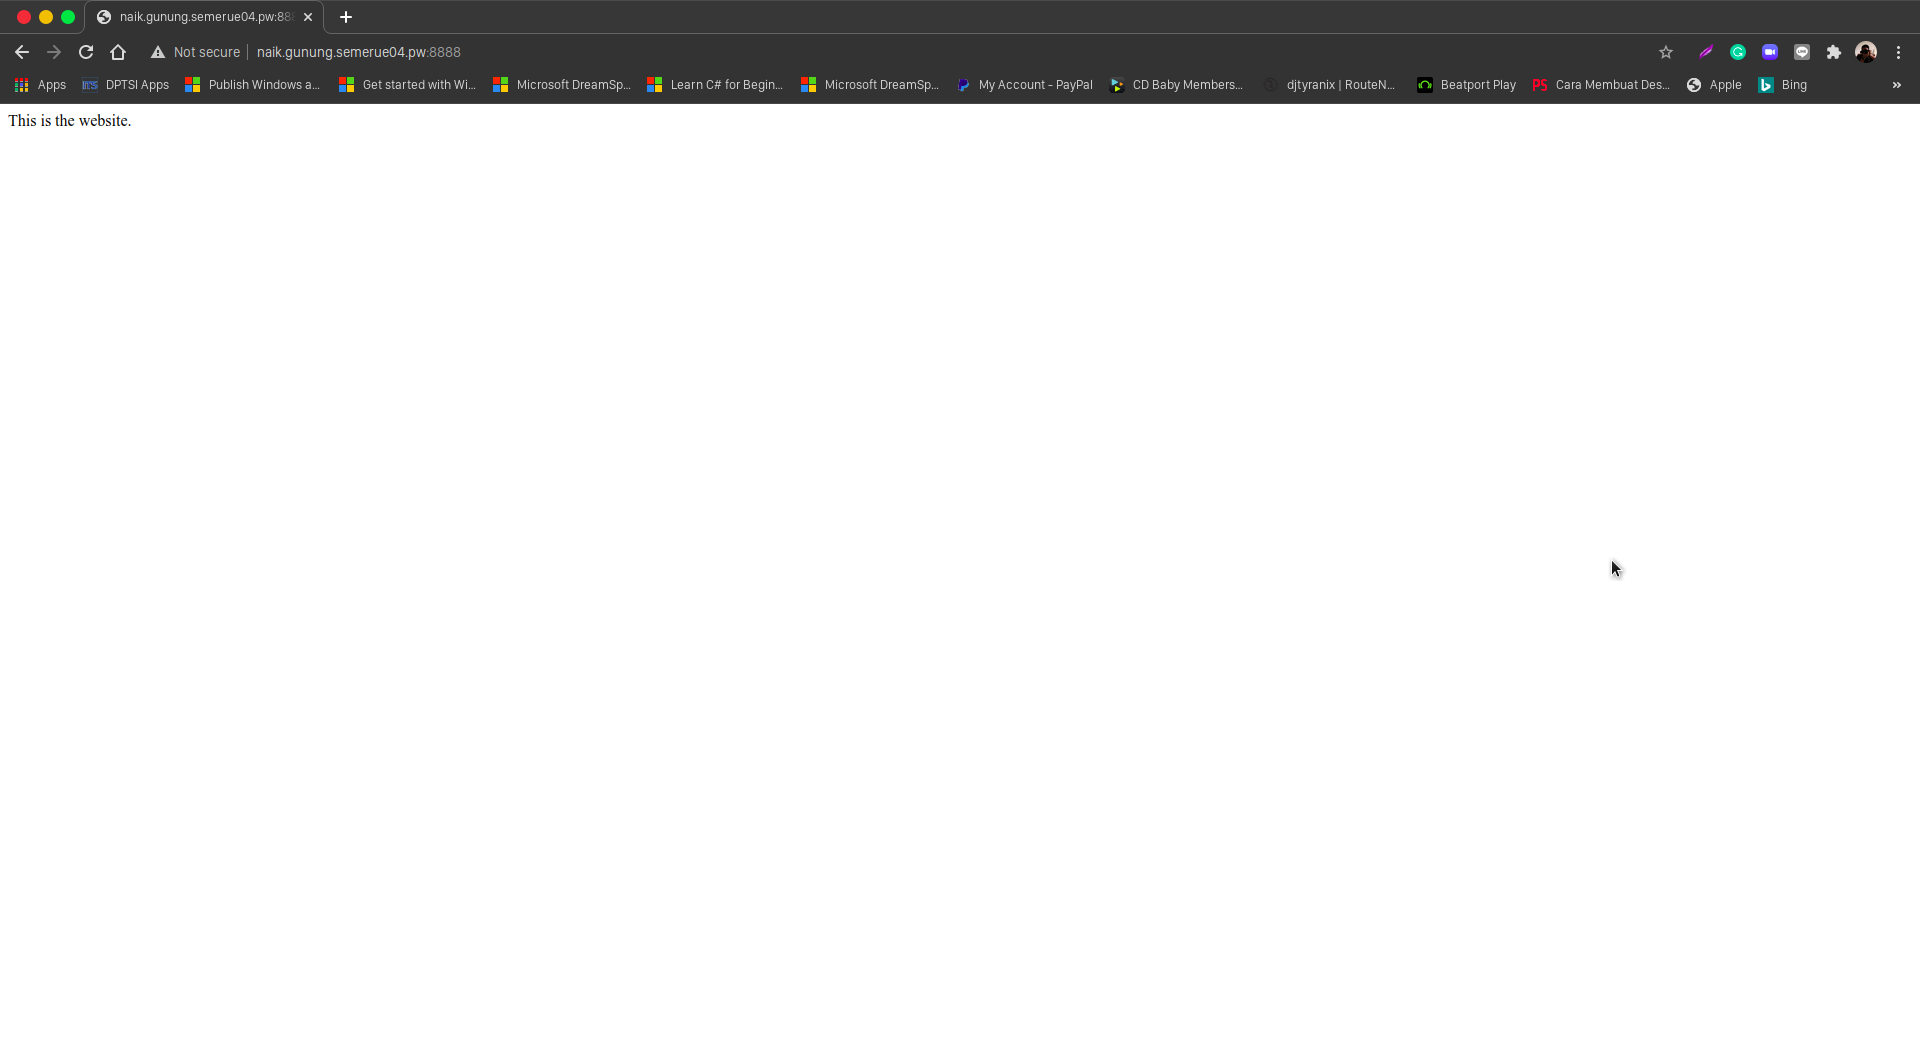 naik.gunung.semerue04.pw:88
Not secure naik.gunung.semerue04.pw:8888
Apps DPTSI Apps Publish Windows a... Get started with Wi... Microsoft DreamSp... Learn C# for Begin... Microsoft DreamSp... My Account - PayPal CD Baby Members... djtyranix | RouteN... Beatport Play PS Cara Membuat Des... Apple Bing »
This is the website.